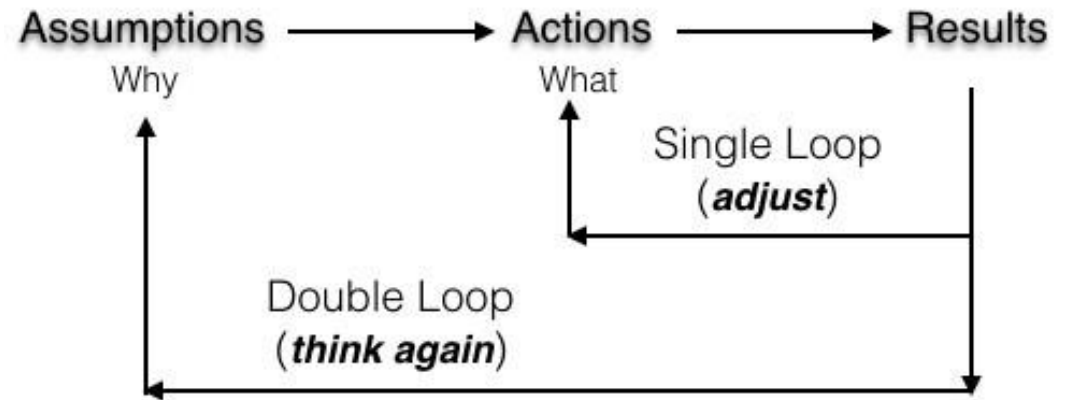 Assumptions Actions Results
Why What
Single Loop
(adjust)
Double Loop
(think again)